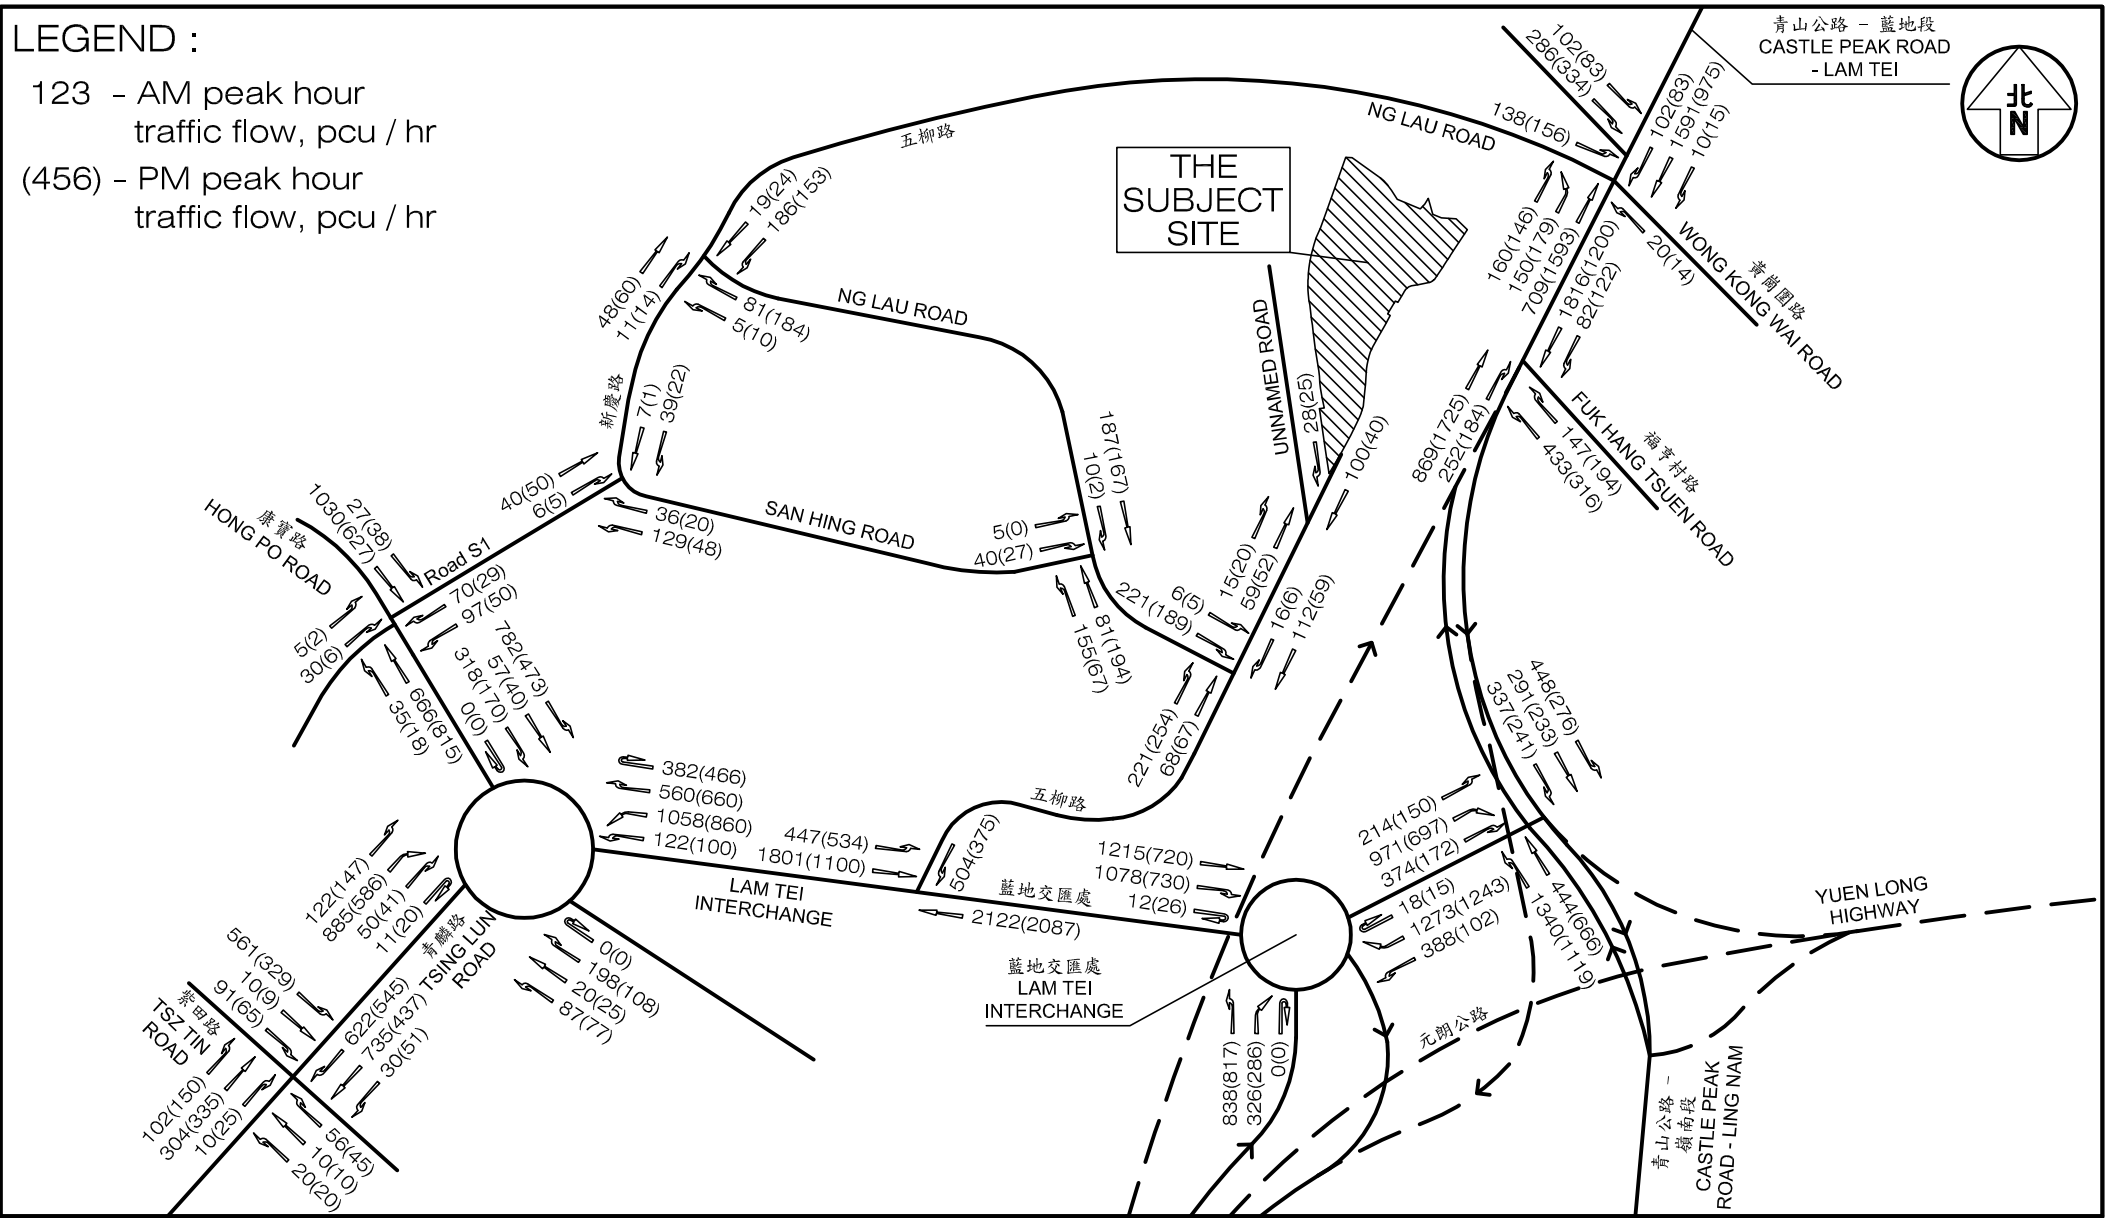 LEGEND :
123 - AM peak hour
traffic flow, pcu / hr
(456) - PM peak hour
traffic flow, pcu / hr
青山公路 - 藍地段
CASTLE PEAK ROAD
- LAM TEI
北
N
102(83)
286(334)
102(83)
1591(975)
10(15)
138(156)
NG LAU ROAD
五柳路
THE
SUBJECT
SITE
160(146)
150(179)
709(1593)
20(14)
黃崗圍路
WONG KONG WAI ROAD
1816(1200)
82(122)
19(24)
186(153)
48(60)
11(14)
81(184)
5(10)
NG LAU ROAD
UNNAMED ROAD
28(25)
100(40)
869(1725)
252(184)
福亨村路
FUK HANG TSUEN ROAD
147(194)
433(316)
新慶路
7(1)
39(22)
187(167)
10(2)
40(50)
6(5)
36(20)
129(48)
SAN HING ROAD
5(0)
40(27)
15(20)
59(52)
康寶路
HONG PO ROAD
27(38)
1030(627)
Road S1
70(29)
97(50)
6(5)
221(189)
16(6)
112(59)
81(194)
155(67)
5(2)
30(6)
666(815)
35(18)
782(473)
57(40)
318(170)
0(0)
221(254)
68(67)
448(276)
291(233)
337(241)
382(466)
560(660)
1058(860)
122(100)
五柳路
447(534)
1801(1100)
504(375)
1215(720)
1078(730)
12(26)
214(150)
971(697)
374(172)
LAM TEI
INTERCHANGE
藍地交匯處
2122(2087)
18(15)
1273(1243)
388(102)
444(666)
1340(1119)
YUEN LONG
HIGHWAY
122(147)
885(586)
50(41)
11(20)
青麟路
TSING LUN
ROAD
0(0)
198(108)
20(25)
87(77)
藍地交匯處
LAM TEI
INTERCHANGE
561(329)
10(9)
91(65)
紫田路
TSZ TIN
ROAD
622(545)
735(437)
30(51)
838(817)
326(286)
0(0)
元朗公路
102(150)
304(335)
10(25)
56(45)
10(10)
20(20)
青山公路 -
嶺南段
CASTLE PEAK
ROAD - LING NAM